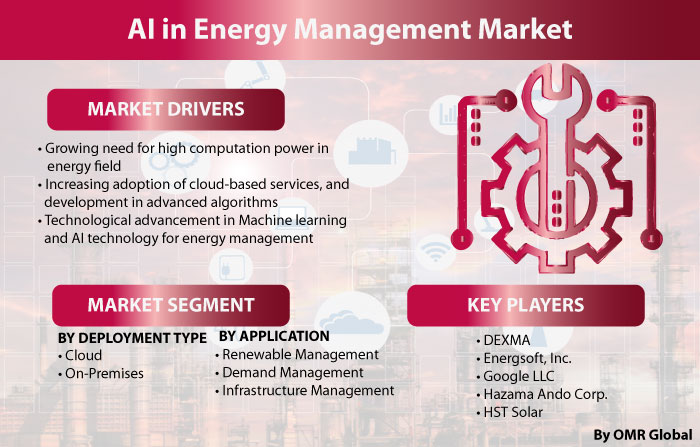 AI in Energy Management Market
MARKET DRIVERS
• Growing need for high computation power in
energy field
• Increasing adoption of cloud-based services, and
development in advanced algorithms
• Technological advancement in Machine learning
and AI technology for energy management
MARKET SEGMENT
BY DEPLOYMENT TYPE
• Cloud
• On-Premises
BY APPLICATION
• Renewable Management
• Demand Management
• Infrastructure Management
KEY PLAYERS
• DEXMA
• Energsoft, Inc.
• Google LLC
• Hazama Ando Corp.
• HST Solar
By OMR Global